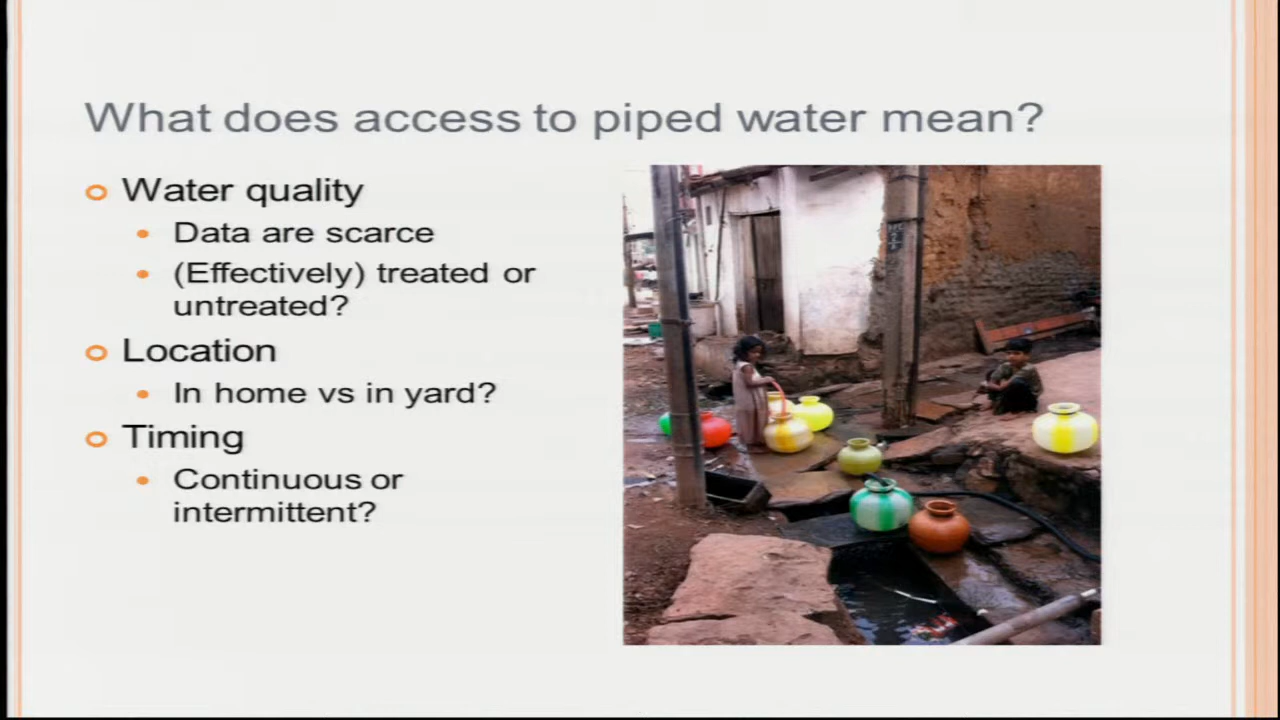 What does access to piped water mean?
Water quality
Data are scarce
(Effectively) treated or
untreated?
Location
In home vs in yard?
Timing
Continuous or
intermittent?